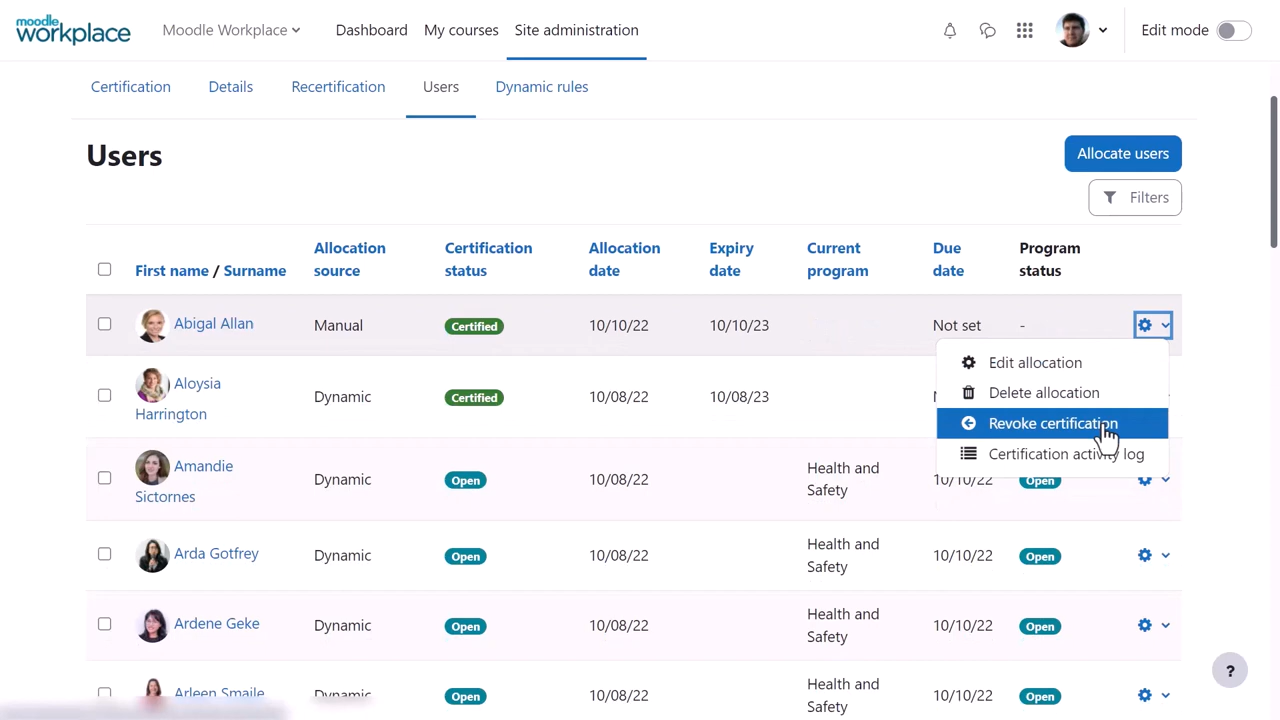 moodle
workplace
Moodle Workplace
Dashboard
My courses
Site administration
Edit mode
Certification
Details
Recertification
Users
Dynamic rules
Users
Allocate users
Filters
First name / Surname
Allocation
source
Certification
status
Allocation
date
Expiry
date
Current
program
Due
date
Program
status
Abigal Allan
Manual
Certified
10/10/22
10/10/23
Not set
-
Edit allocation
Delete allocation
Revoke certification
Certification activity log
Aloysia
Harrington
Dynamic
Certified
10/08/22
10/08/23
Amandie
Sictornes
Dynamic
Open
10/08/22
Health and
Safety
10/10/22
Open
Arda Gotfrey
Dynamic
Open
10/08/22
Health and
Safety
10/10/22
Open
Ardene Geke
Dynamic
Open
10/08/22
Health and
Safety
10/10/22
Open
Arleen Smaile
Dynamic
Open
10/08/22
Health and
Safety
10/10/22
Open
?